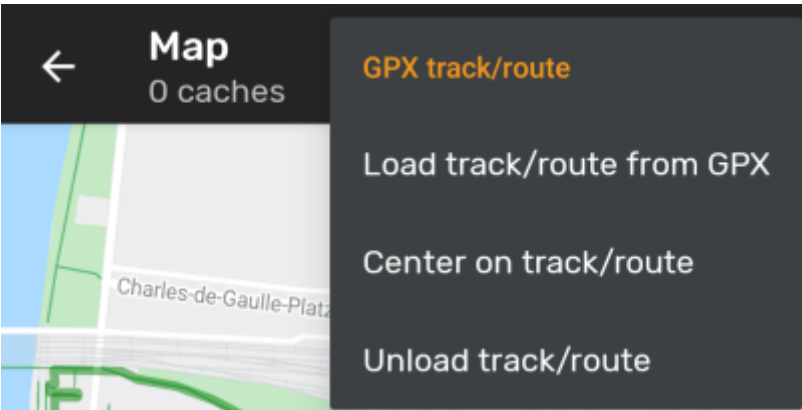 Map
0 caches
GPX track/route
Load track/route from GPX
Center on track/route
Unload track/route
Charles-de-Gaulle-Platz